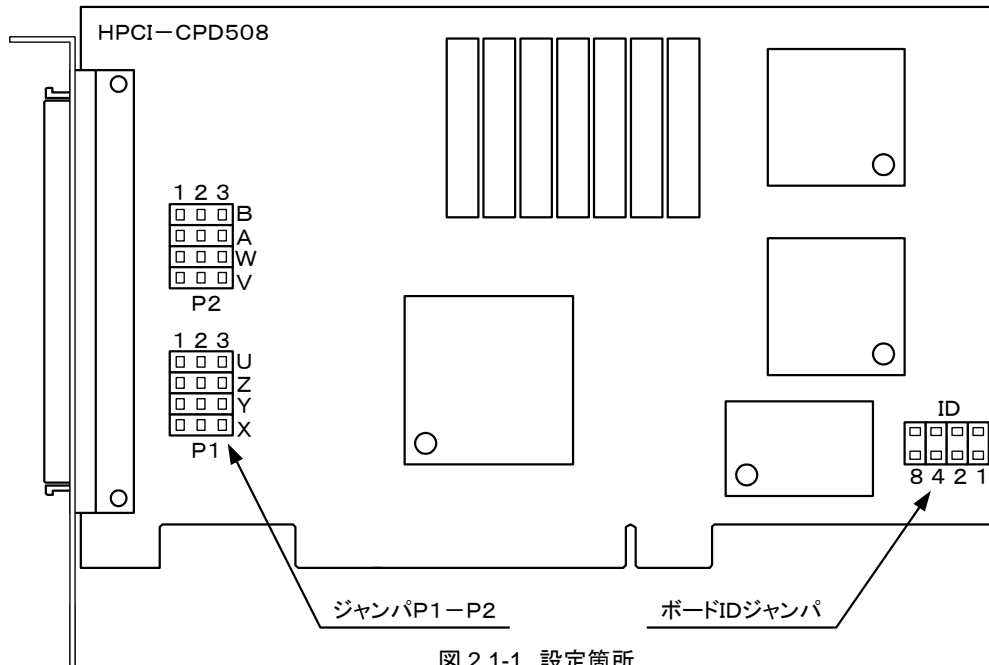 HPCI-CPD508
1 2 3
B
A
W
V
P2
1 2 3
U
Z
Y
X
P1
ID
8 4 2 1
ジャンパP1-P2
ボードIDジャンパ
図 2.1-1 設定箇所